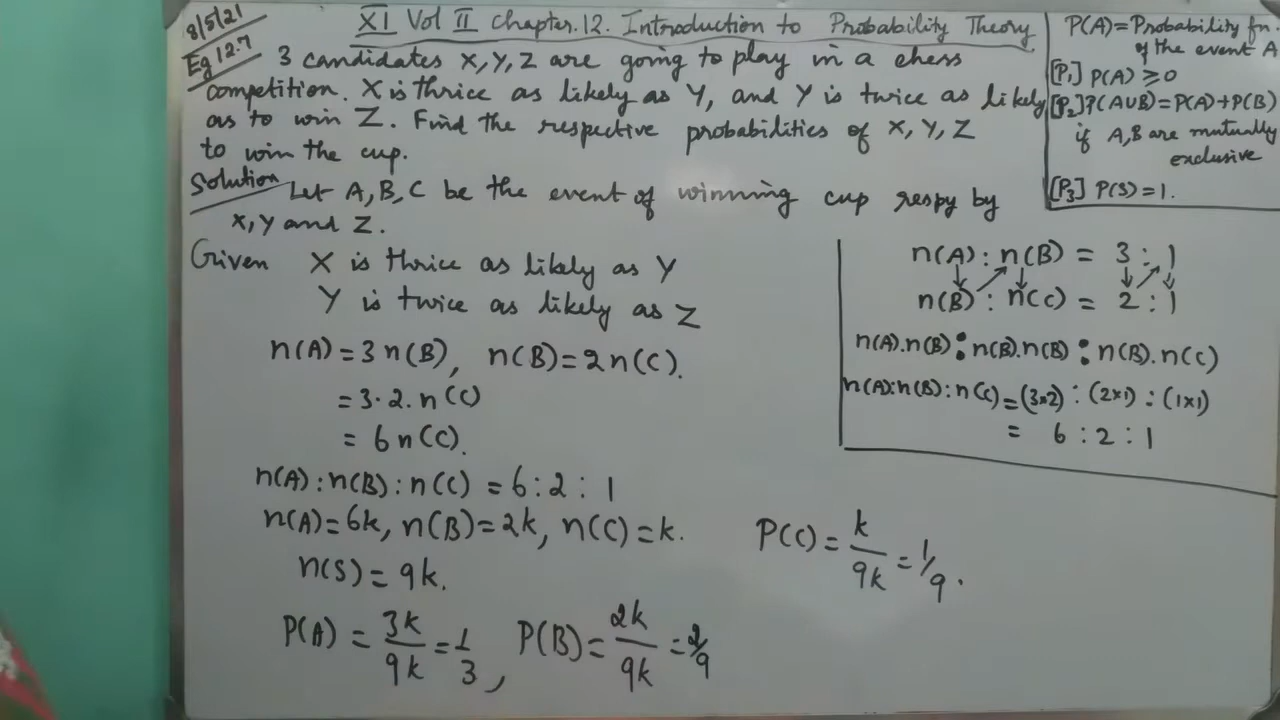 8/5/21
XI Vol II Chapter.12. Introduction to Probability Theory
Eg 12.7
3 candidates X, Y, Z are going to play in a chess
competition. X is thrice as likely as Y, and Y is twice as likely
as to win Z. Find the respective probabilities of X, Y, Z
to win the cup.
P(A) = Probability fn.
of the event A
[P₁] P(A) ≥ 0
[P₂] P(A∪B) = P(A) + P(B)
if A, B are mutually
exclusive
[P₃] P(S) = 1.
Solution Let A, B, C be the event of winning cup respy by
X, Y and Z.
Given X is thrice as likely as Y
Y is twice as likely as Z
n(A) = 3 n(B), n(B) = 2 n(C).
= 3·2·n(C)
= 6 n(C).
n(A) : n(B) : n(C) = 6 : 2 : 1
n(A) = 6k, n(B) = 2k, n(C) = k.
n(S) = 9k.
P(A) = 3k/9k = 1/3, P(B) = 2k/9k = 2/9
P(C) = k/9k = 1/9.
n(A) : n(B) = 3 : 1
n(B) : n(C) = 2 : 1
n(A).n(B) : n(B).n(B) : n(B).n(C)
n(A):n(B):n(C) = (3×2) : (2×1) : (1×1)
= 6 : 2 : 1